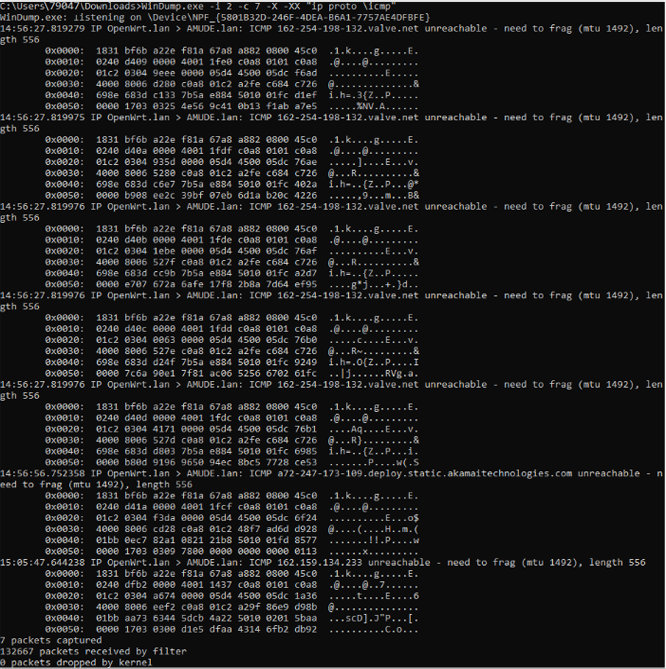 C:\Users\79047\Downloads>WinDump.exe -i 2 -c 7 -X -XX "ip proto \icmp"
WinDump.exe: listening on \Device\NPF_{5801B32D-246F-4DEA-B6A1-7757AE4DFBFE}
14:56:27.819279 IP OpenWrt.lan > AMUDE.lan: ICMP 162-254-198-132.valve.net unreachable - need to frag (mtu 1492), len
gth 556
0x0000: 1831 bf6b a22e f81a 67a8 a882 0800 45c0 .1.k....g.....E.
0x0010: 0240 d409 0000 4001 1fe0 c0a8 0101 c0a8 .@....@.........
0x0020: 01c2 0304 9eee 0000 05d4 4500 05dc f6ad ..........E.....
0x0030: 4000 8006 d280 c0a8 01c2 a2fe c684 c726 @..............&
0x0040: 698e 683d c133 7b5a e884 5010 01fc d1ef i.h=.3{Z..P.....
0x0050: 0000 1703 0325 4e56 9c41 0b13 f1ab a7e5 .....%NV.A......
14:56:27.819975 IP OpenWrt.lan > AMUDE.lan: ICMP 162-254-198-132.valve.net unreachable - need to frag (mtu 1492), len
gth 556
0x0000: 1831 bf6b a22e f81a 67a8 a882 0800 45c0 .1.k....g.....E.
0x0010: 0240 d40a 0000 4001 1fdf c0a8 0101 c0a8 .@....@.........
0x0020: 01c2 0304 935d 0000 05d4 4500 05dc 76ae .....]....E...v.
0x0030: 4000 8006 5280 c0a8 01c2 a2fe c684 c726 @...R..........&
0x0040: 698e 683d c6e7 7b5a e884 5010 01fc 402a i.h=..{Z..P...@*
0x0050: 0000 b908 ee2c 39bf 07eb 6d1a b20c 4226 .....,9...m...B&
14:56:27.819976 IP OpenWrt.lan > AMUDE.lan: ICMP 162-254-198-132.valve.net unreachable - need to frag (mtu 1492), len
gth 556
0x0000: 1831 bf6b a22e f81a 67a8 a882 0800 45c0 .1.k....g.....E.
0x0010: 0240 d40b 0000 4001 1fde c0a8 0101 c0a8 .@....@.........
0x0020: 01c2 0304 1ebe 0000 05d4 4500 05dc 76af ..........E...v.
0x0030: 4000 8006 527f c0a8 01c2 a2fe c684 c726 @...R..........&
0x0040: 698e 683d cc9b 7b5a e884 5010 01fc a2d7 i.h=..{Z..P.....
0x0050: 0000 e707 672a 6afe 17f8 2b8a 7d64 ef95 ....g*j...+.}d..
14:56:27.819976 IP OpenWrt.lan > AMUDE.lan: ICMP 162-254-198-132.valve.net unreachable - need to frag (mtu 1492), len
gth 556
0x0000: 1831 bf6b a22e f81a 67a8 a882 0800 45c0 .1.k....g.....E.
0x0010: 0240 d40c 0000 4001 1fdd c0a8 0101 c0a8 .@....@.........
0x0020: 01c2 0304 0063 0000 05d4 4500 05dc 76b0 .....c....E...v.
0x0030: 4000 8006 527e c0a8 01c2 a2fe c684 c726 @...R~.........&
0x0040: 698e 683d d24f 7b5a e884 5010 01fc 9249 i.h=.O{Z..P....I
0x0050: 0000 7c6a 90e1 7f81 ac06 5256 6702 61fc ..|j......RVg.a.
14:56:27.819976 IP OpenWrt.lan > AMUDE.lan: ICMP 162-254-198-132.valve.net unreachable - need to frag (mtu 1492), len
gth 556
0x0000: 1831 bf6b a22e f81a 67a8 a882 0800 45c0 .1.k....g.....E.
0x0010: 0240 d40d 0000 4001 1fdc c0a8 0101 c0a8 .@....@.........
0x0020: 01c2 0304 4171 0000 05d4 4500 05dc 76b1 ....Aq....E...v.
0x0030: 4000 8006 527d c0a8 01c2 a2fe c684 c726 @...R}.........&
0x0040: 698e 683d d803 7b5a e884 5010 01fc 6985 i.h=..{Z..P...i.
0x0050: 0000 b80d 9196 9650 94ec 8bc5 7728 ce53 .......P....w(.S
14:56:56.752358 IP OpenWrt.lan > AMUDE.lan: ICMP a72-247-173-109.deploy.static.akamaitechnologies.com unreachable - n
eed to frag (mtu 1492), length 556
0x0000: 1831 bf6b a22e f81a 67a8 a882 0800 45c0 .1.k....g.....E.
0x0010: 0240 d41a 0000 4001 1fcf c0a8 0101 c0a8 .@....@.........
0x0020: 01c2 0304 f3da 0000 05d4 4500 05dc 6f24 ..........E...o$
0x0030: 4000 8006 cd28 c0a8 01c2 48f7 ad6d d928 @....(....H..m.(
0x0040: 01bb 0ec7 82a1 0821 21b8 5010 01fd 8577 .......!!.P....w
0x0050: 0000 1703 0309 7800 0000 0000 0000 0113 ......x.........
15:05:47.644238 IP OpenWrt.lan > AMUDE.lan: ICMP 162.159.134.233 unreachable - need to frag (mtu 1492), length 556
0x0000: 1831 bf6b a22e f81a 67a8 a882 0800 45c0 .1.k....g.....E.
0x0010: 0240 dfb2 0000 4001 1437 c0a8 0101 c0a8 .@....@..7......
0x0020: 01c2 0304 a674 0000 05d4 4500 05dc 1a36 .....t....E....6
0x0030: 4000 8006 eef2 c0a8 01c2 a29f 86e9 d98b @...............
0x0040: 01bb aa73 6344 5dcb 4a22 5010 0201 5baa ...scD].J"P...[.
0x0050: 0000 1703 0300 d1e5 dfaa 4314 6fb2 db92 ..........C.o...
7 packets captured
132667 packets received by filter
0 packets dropped by kernel